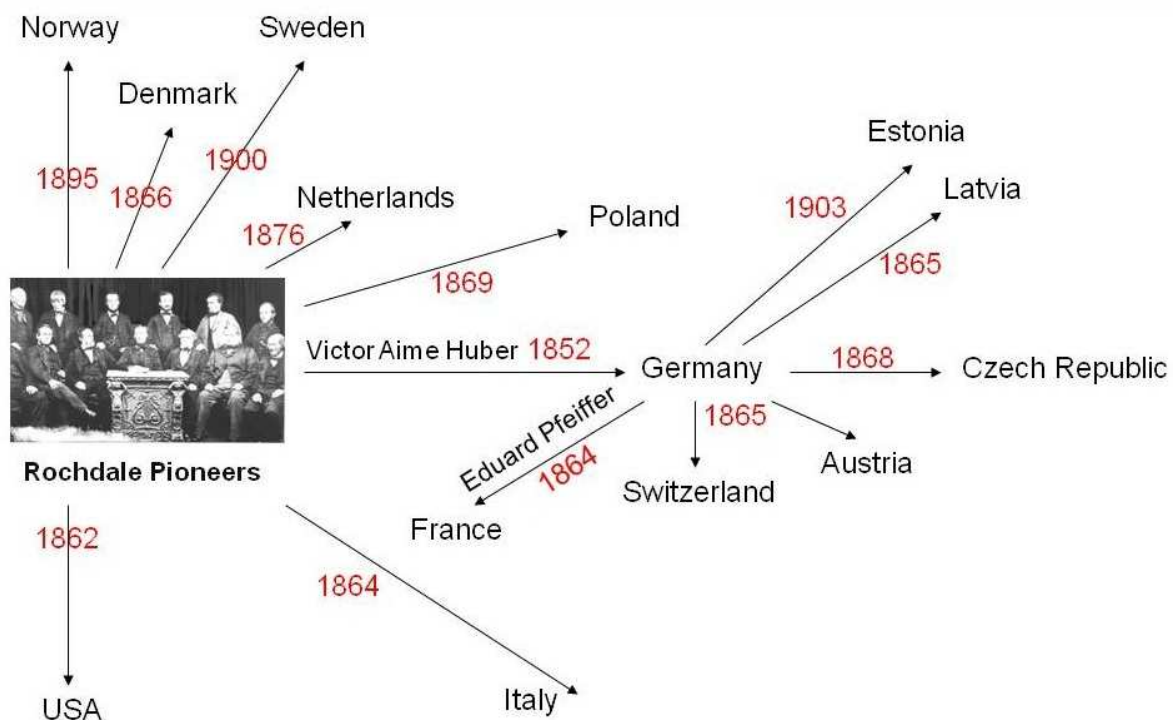 Norway
Sweden
Denmark
Estonia
1895
1866
1900
Netherlands
Latvia
1903
Poland
1876
1865
1869
Victor Aime Huber 1852
Germany
1868
Czech Republic
Eduard Pfeiffer
1864
1865
Austria
Rochdale Pioneers
Switzerland
France
1862
1864
USA
Italy